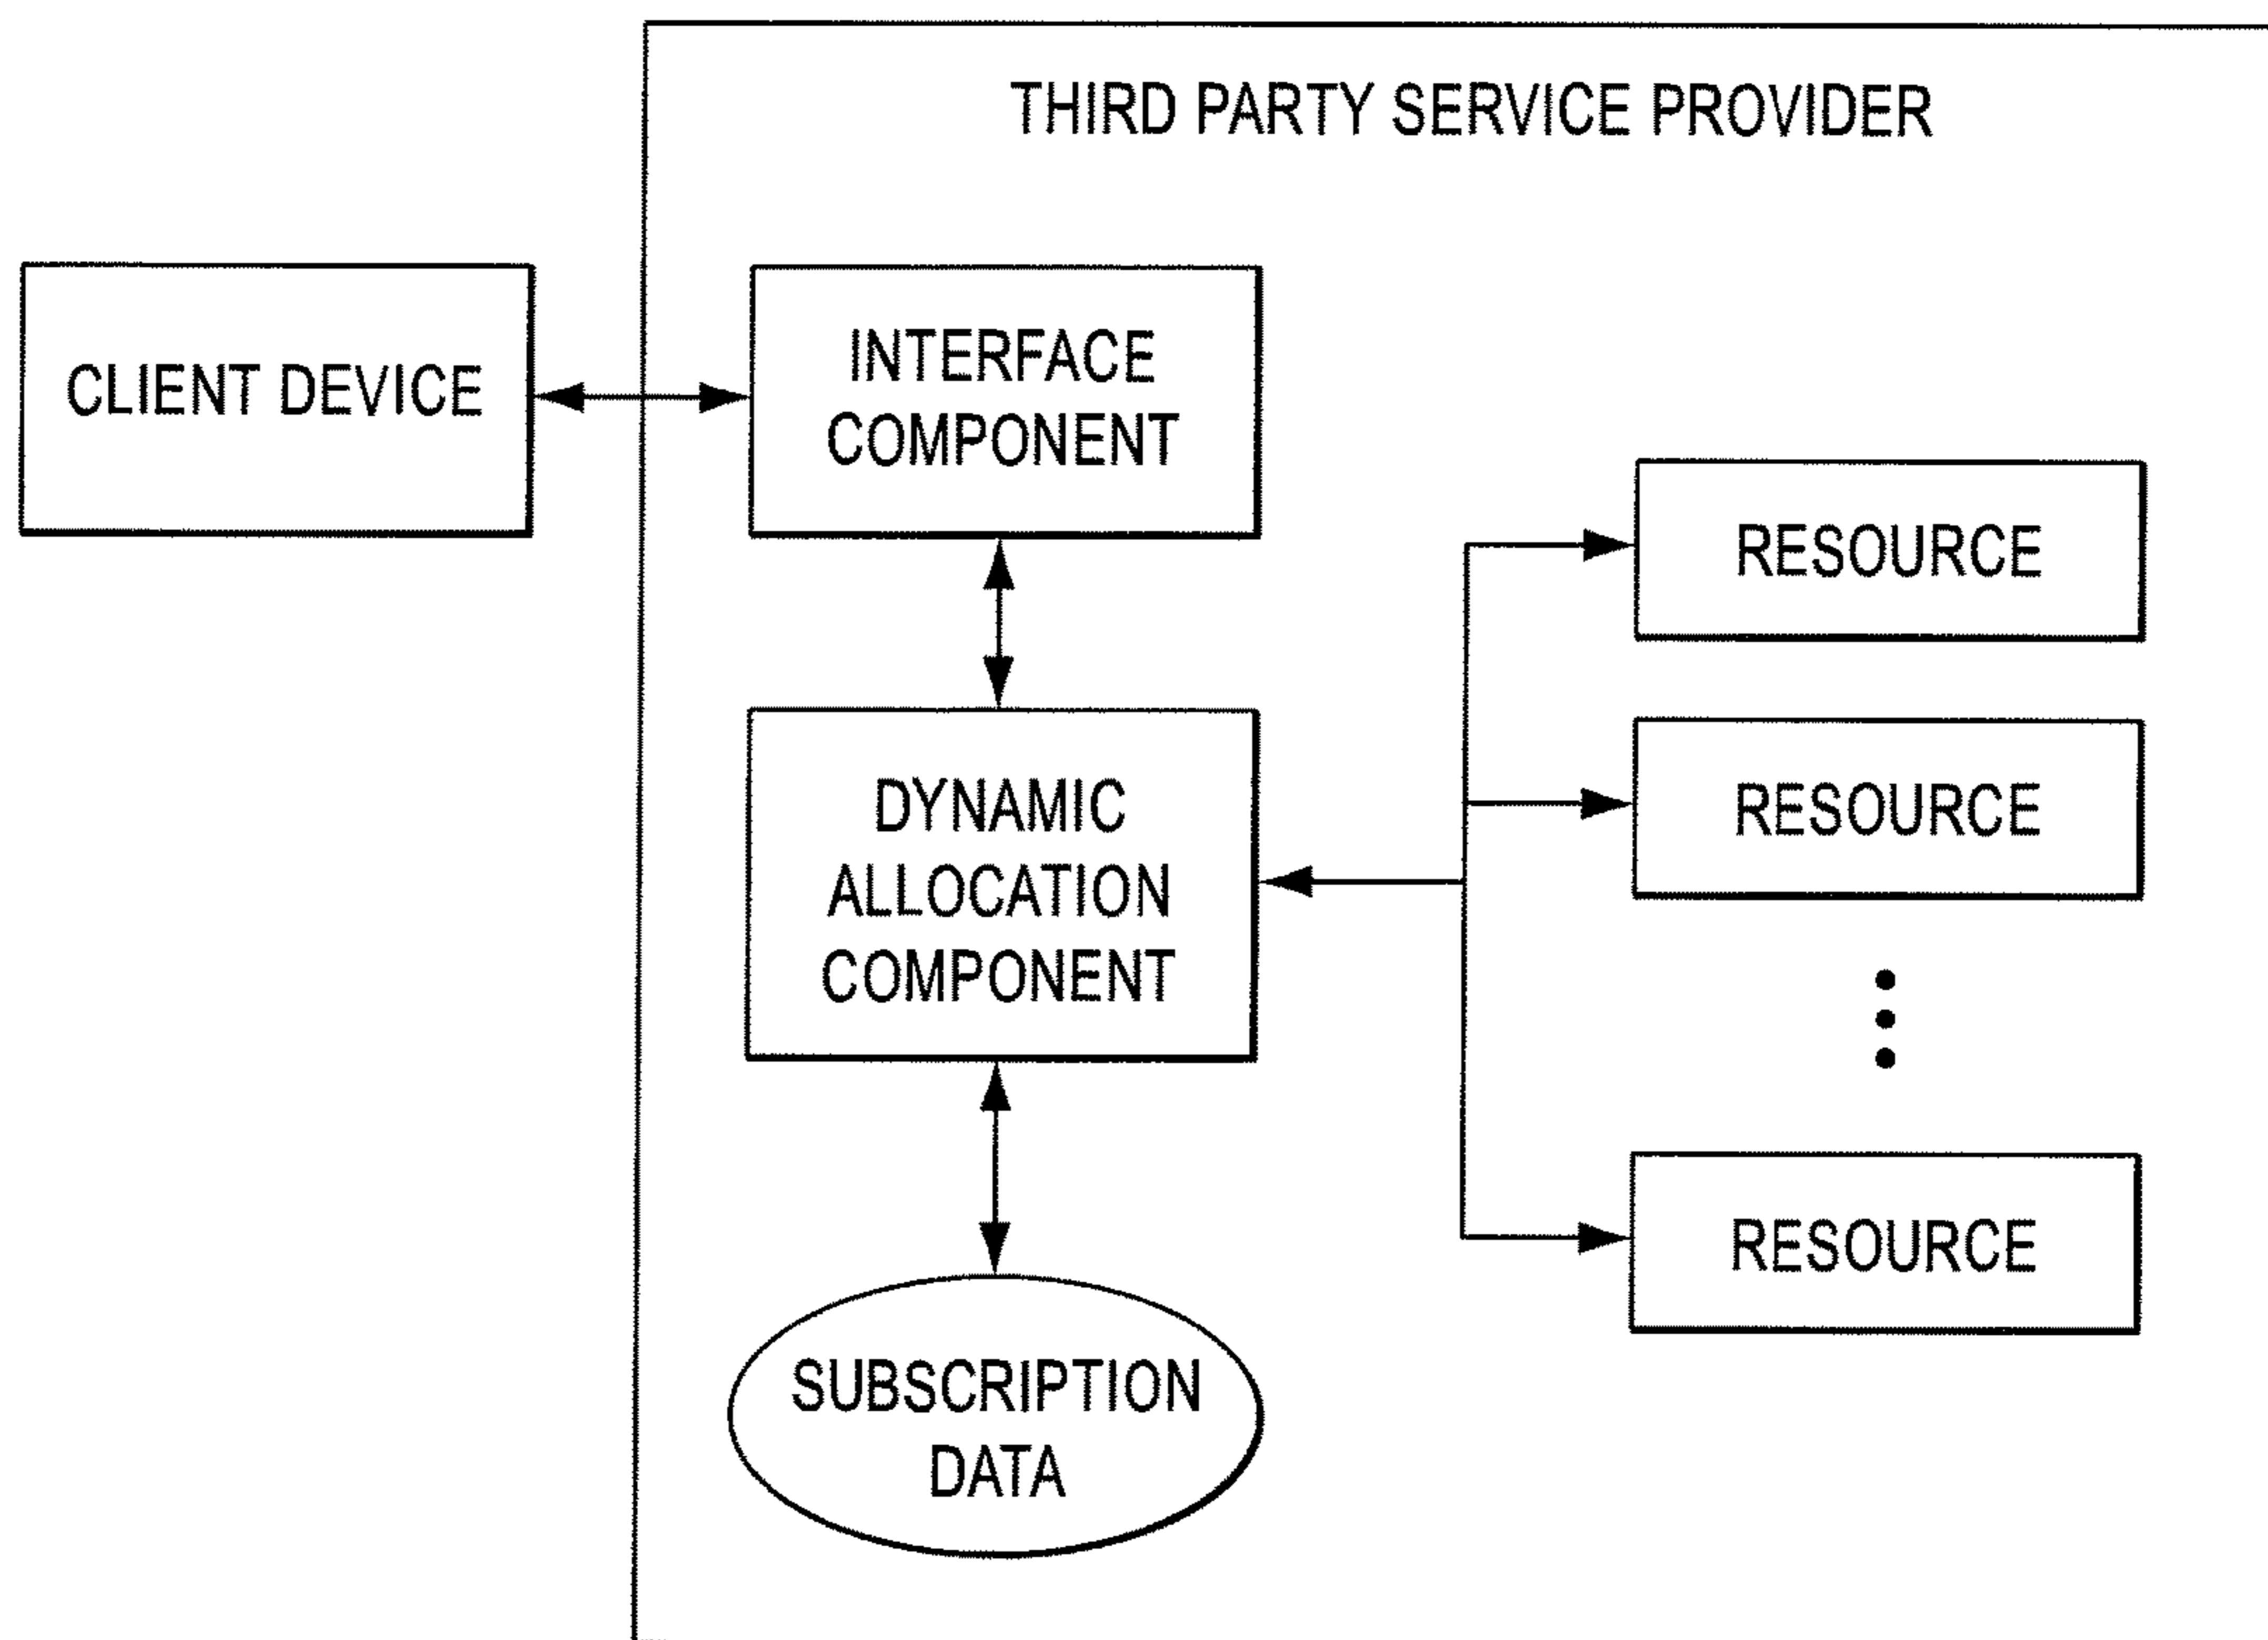 THIRD PARTY SERVICE PROVIDER
CLIENT DEVICE
INTERFACE
COMPONENT
RESOURCE
DYNAMIC
ALLOCATION
COMPONENT
RESOURCE
RESOURCE
SUBSCRIPTION
DATA